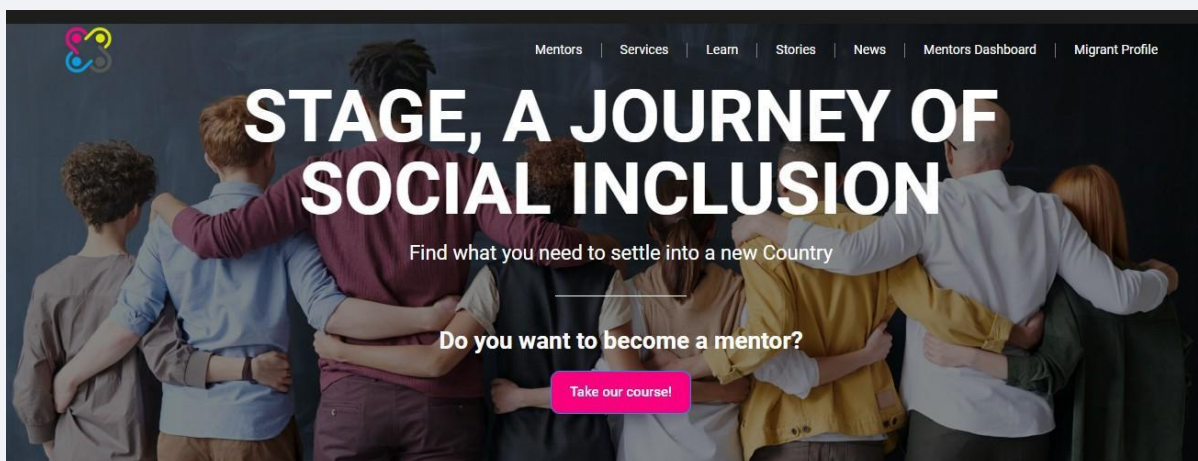 Mentors
Services
Learn
Stories
News
Mentors Dashboard
Migrant Profile
STAGE, A JOURNEY OF
SOCIAL INCLUSION
Find what you need to settle into a new Country
Do you want to become a mentor?
Take our course!